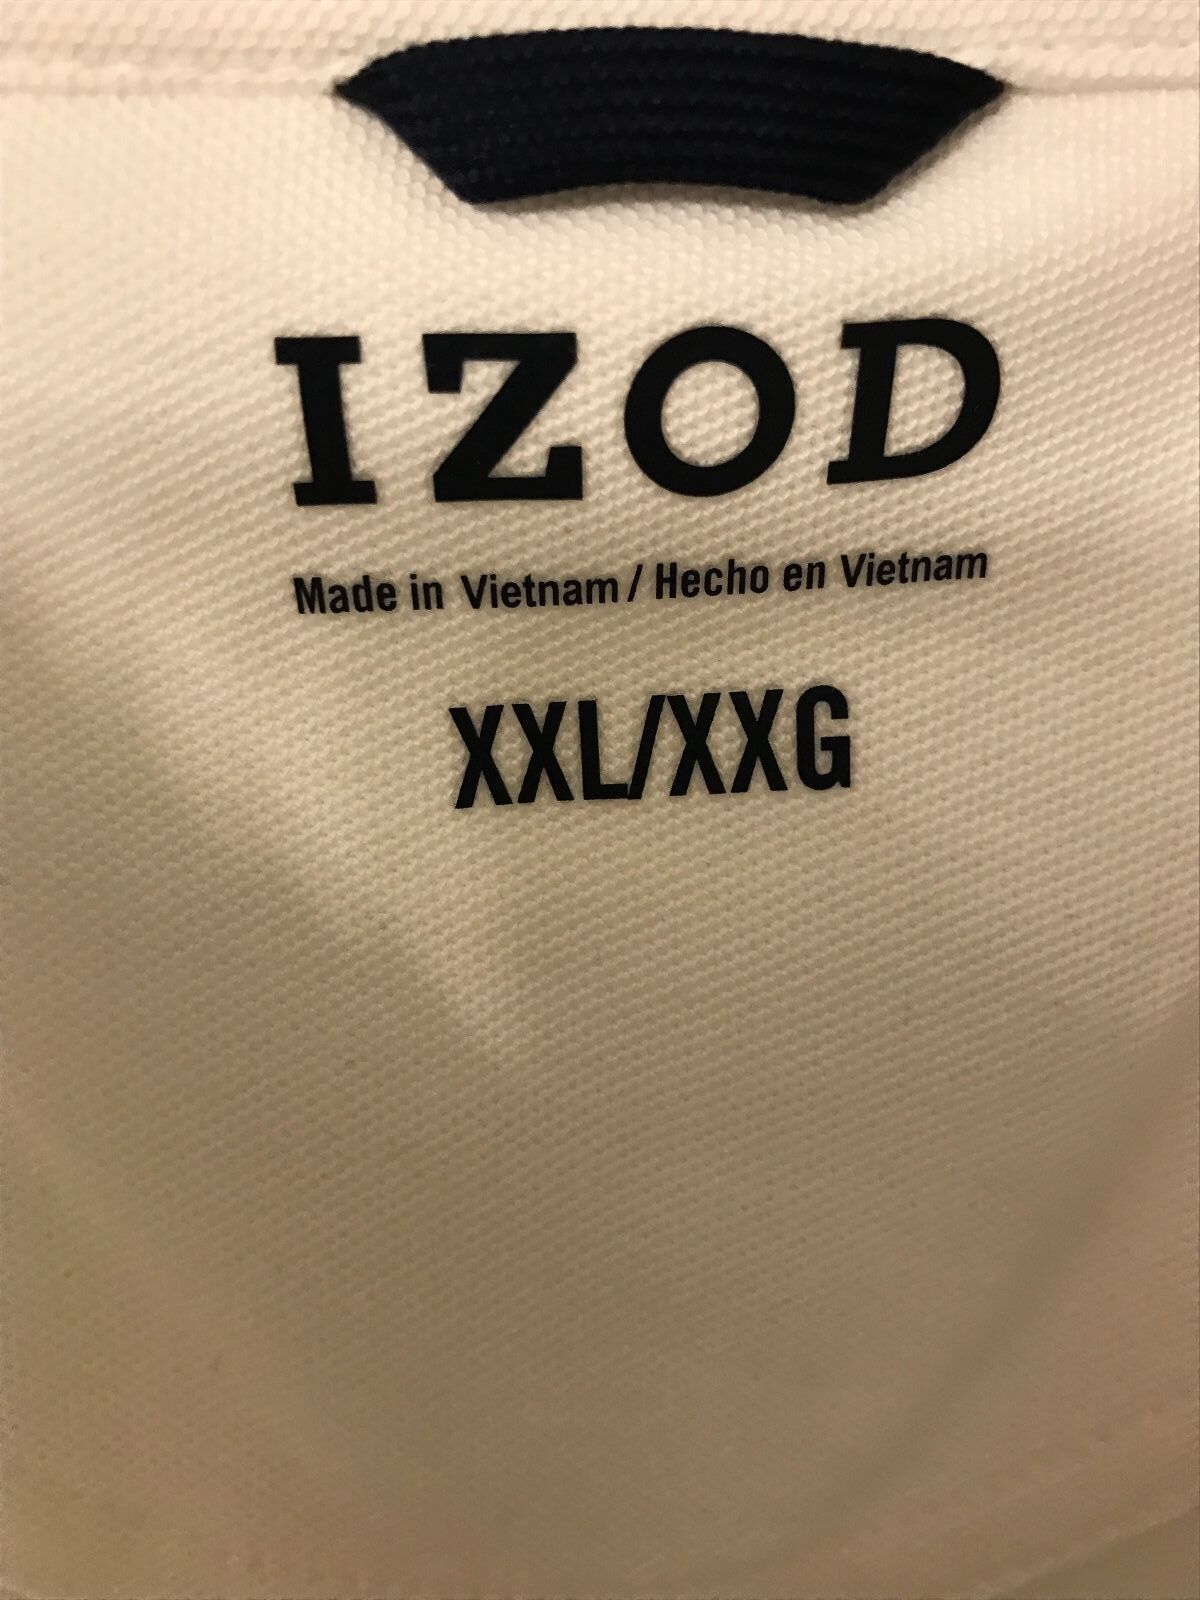 IZOD
Made in Vietnam / Hecho en Vietnam
XXL/XXG